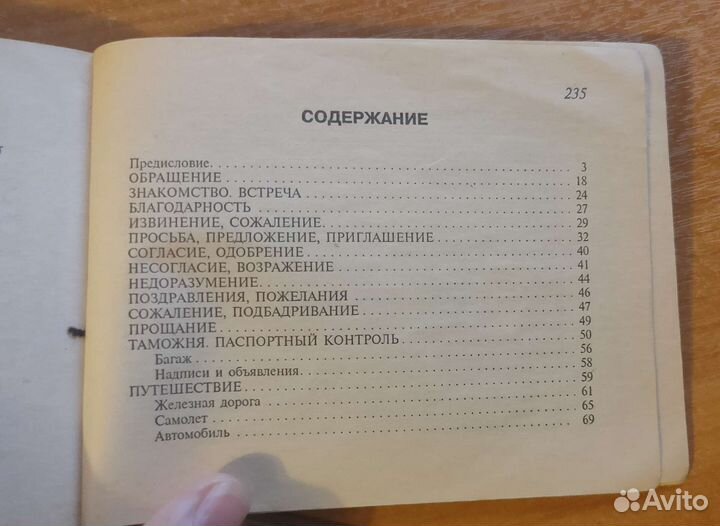 235
СОДЕРЖАНИЕ
Предисловие. . . . . . . . . . 3
ОБРАЩЕНИЕ . . . . . . . . . . 18
ЗНАКОМСТВО. ВСТРЕЧА . . . . . . . . . . 24
БЛАГОДАРНОСТЬ . . . . . . . . . . 27
ИЗВИНЕНИЕ, СОЖАЛЕНИЕ . . . . . . . . . . 29
ПРОСЬБА, ПРЕДЛОЖЕНИЕ, ПРИГЛАШЕНИЕ . . . . . . . . . . 32
СОГЛАСИЕ, ОДОБРЕНИЕ . . . . . . . . . . 40
НЕСОГЛАСИЕ, ВОЗРАЖЕНИЕ . . . . . . . . . . 41
НЕДОРАЗУМЕНИЕ . . . . . . . . . . 44
ПОЗДРАВЛЕНИЯ, ПОЖЕЛАНИЯ . . . . . . . . . . 46
СОЖАЛЕНИЕ, ПОДБАДРИВАНИЕ . . . . . . . . . . 47
ПРОЩАНИЕ . . . . . . . . . . 49
ТАМОЖНЯ. ПАСПОРТНЫЙ КОНТРОЛЬ . . . . . . . . . . 50
Багаж . . . . . . . . . . 56
Надписи и объявления . . . . . . . . . . 58
ПУТЕШЕСТВИЕ . . . . . . . . . . 59
Железная дорога . . . . . . . . . . 61
Самолет . . . . . . . . . . 65
Автомобиль . . . . . . . . . . 69
Avito